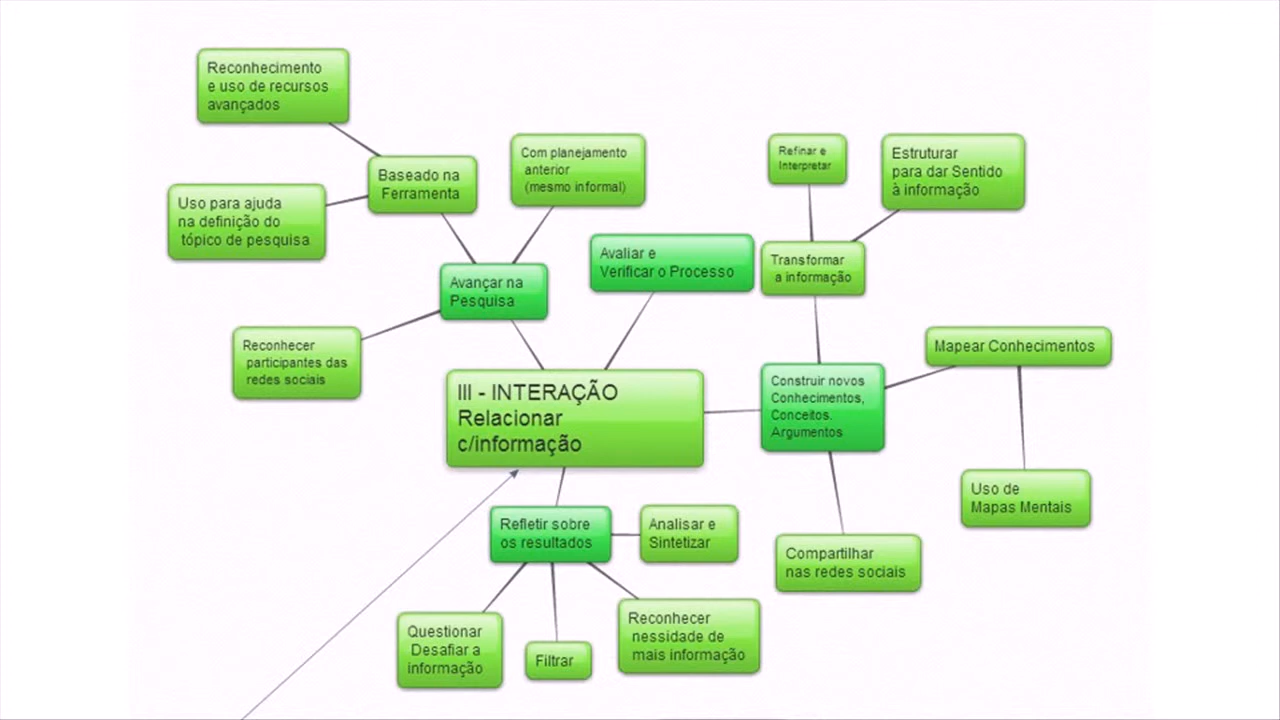 Reconhecimento
e uso de recursos
avançados
Baseado na
Ferramenta
Com planejamento
anterior
(mesmo informal)
Refinar e
Interpretar
Estruturar
para dar Sentido
à informação
Uso para ajuda
na definição do
tópico de pesquisa
Avaliar e
Verificar o Processo
Transformar
a informação
Avançar na
Pesquisa
Reconhecer
participantes das
redes sociais
Mapear Conhecimentos
III - INTERAÇÃO
Relacionar
c/informação
Construir novos
Conhecimentos,
Conceitos.
Argumentos
Uso de
Mapas Mentais
Refletir sobre
os resultados
Analisar e
Sintetizar
Compartilhar
nas redes sociais
Questionar
Desafiar a
informação
Filtrar
Reconhecer
nessidade de
mais informação